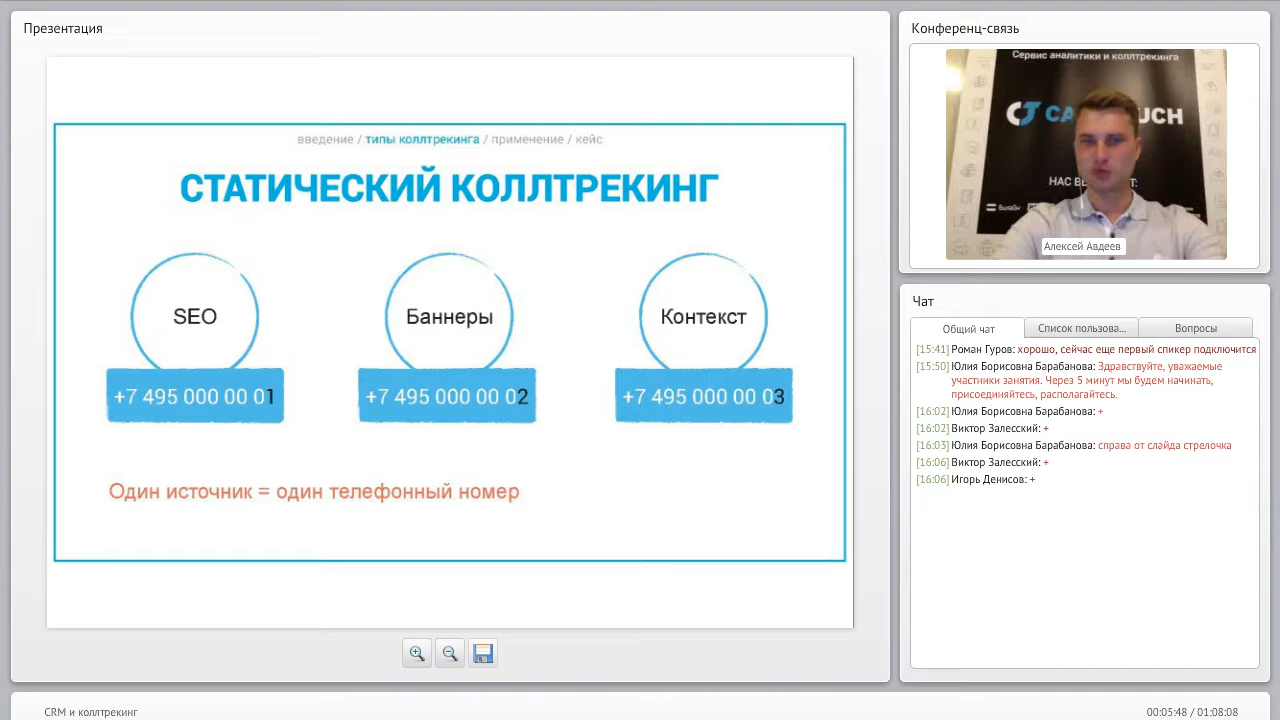 Презентация
введение / типы коллтрекинга / применение / кейс
СТАТИЧЕСКИЙ КОЛЛТРЕКИНГ
SEO
Баннеры
Контекст
+7 495 000 00 01
+7 495 000 00 02
+7 495 000 00 03
Один источник = один телефонный номер
Конференц-связь
Сервис аналитики и коллтрекинга
НАС
Билайн
Алексей Авдеев
Чат
Общий чат
Список пользова...
Вопросы
[15:41] Роман Гуров: хорошо, сейчас еще первый спикер подключится
[15:50] Юлия Борисовна Барабанова: Здравствуйте, уважаемые
участники занятия. Через 5 минут мы будем начинать,
присоединяйтесь, располагайтесь.
[16:02] Юлия Борисовна Барабанова: +
[16:02] Виктор Залесский: +
[16:03] Юлия Борисовна Барабанова: справа от слайда стрелочка
[16:06] Виктор Залесский: +
[16:06] Игорь Денисов: +
CRM и коллтрекинг
00:05:48 / 01:08:08